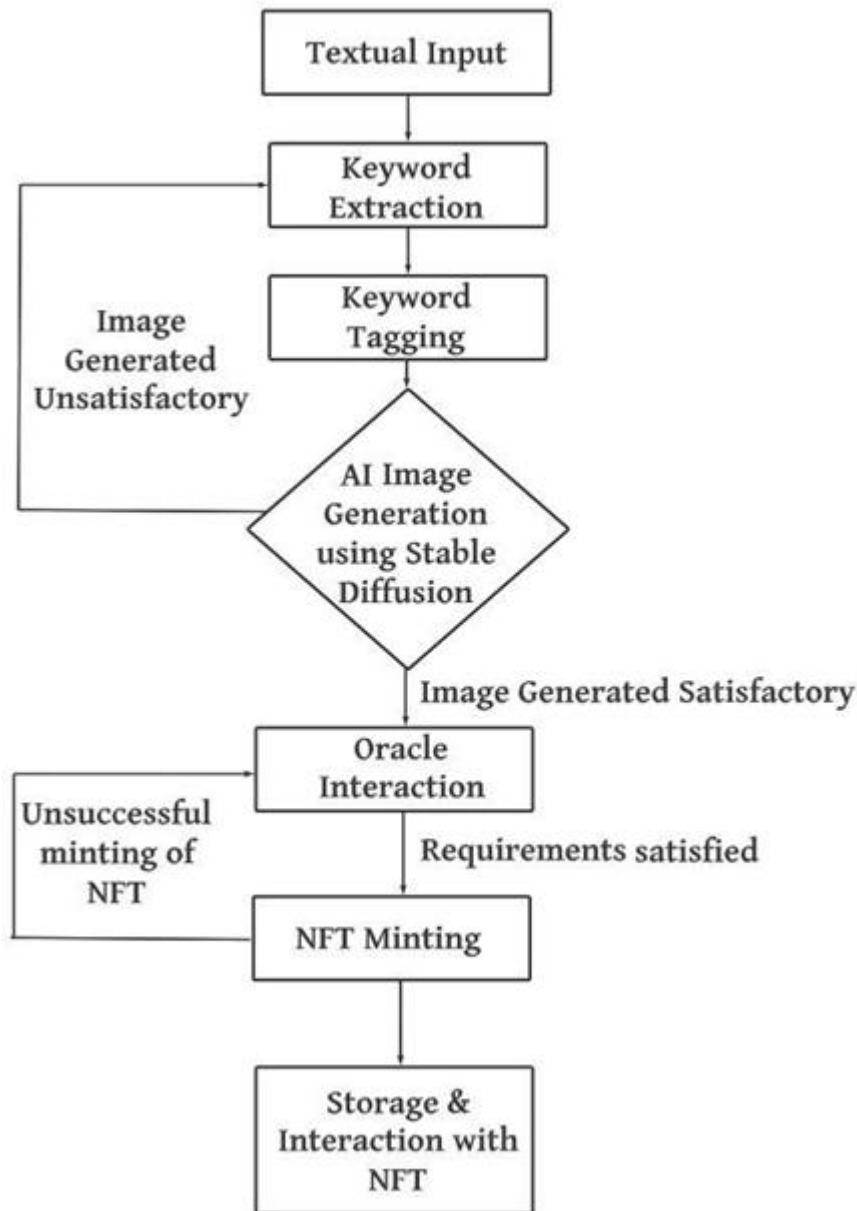 Textual Input
Keyword
Extraction
Keyword
Tagging
Image
Generated
Unsatisfactory
AI Image
Generation
using Stable
Diffusion
Image Generated Satisfactory
Oracle
Interaction
Unsuccessful
minting of
NFT
Requirements satisfied
NFT Minting
Storage &
Interaction with
NFT